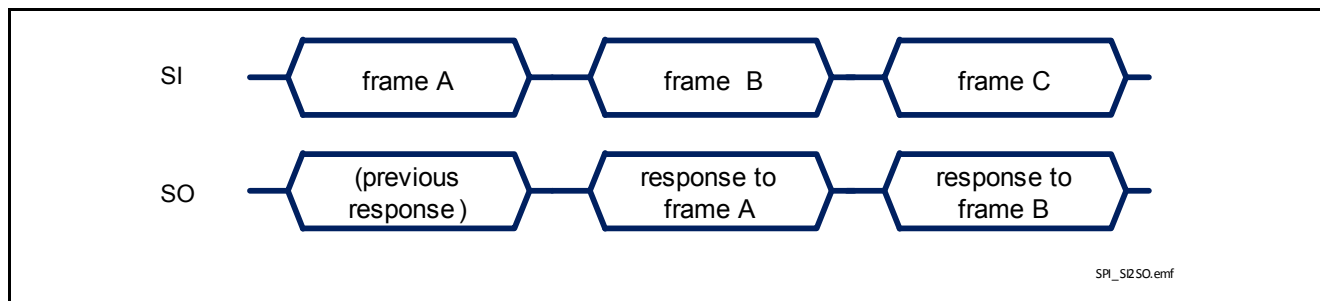 SI
frame A
frame B
frame C
SO
(previous
response)
response to
frame A
response to
frame B
SPI_SI2SO.emf